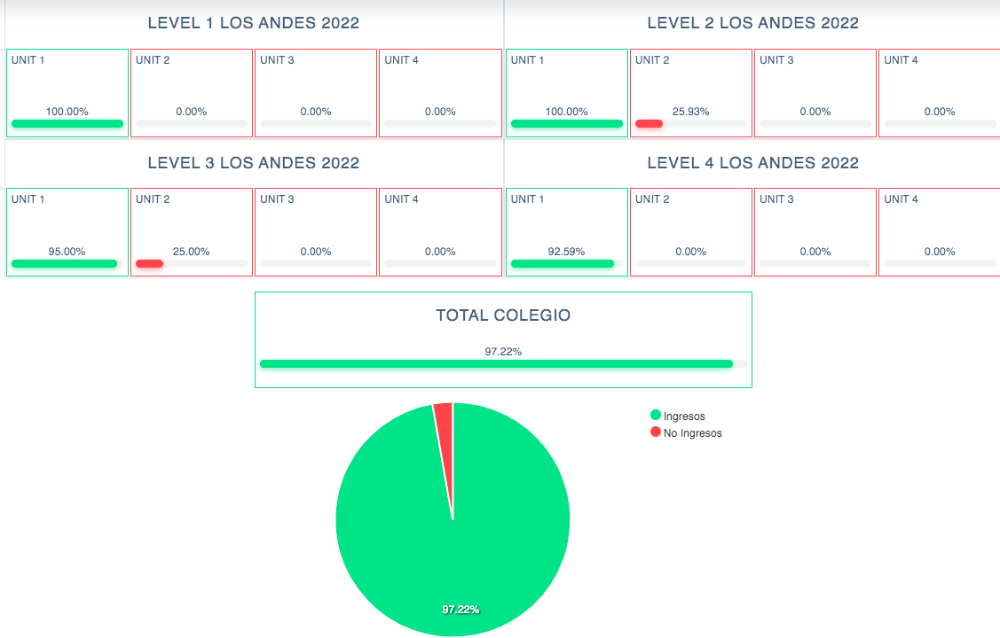 LEVEL 1 LOS ANDES 2022
LEVEL 2 LOS ANDES 2022
UNIT 1
UNIT 2
UNIT 3
UNIT 4
UNIT 1
UNIT 2
UNIT 3
UNIT 4
100.00%
0.00%
0.00%
0.00%
100.00%
25.93%
0.00%
0.00%
LEVEL 3 LOS ANDES 2022
LEVEL 4 LOS ANDES 2022
UNIT 1
UNIT 2
UNIT 3
UNIT 4
UNIT 1
UNIT 2
UNIT 3
UNIT 4
95.00%
25.00%
0.00%
0.00%
92.59%
0.00%
0.00%
0.00%
TOTAL COLEGIO
97.22%
Ingresos
No Ingresos
97.22%